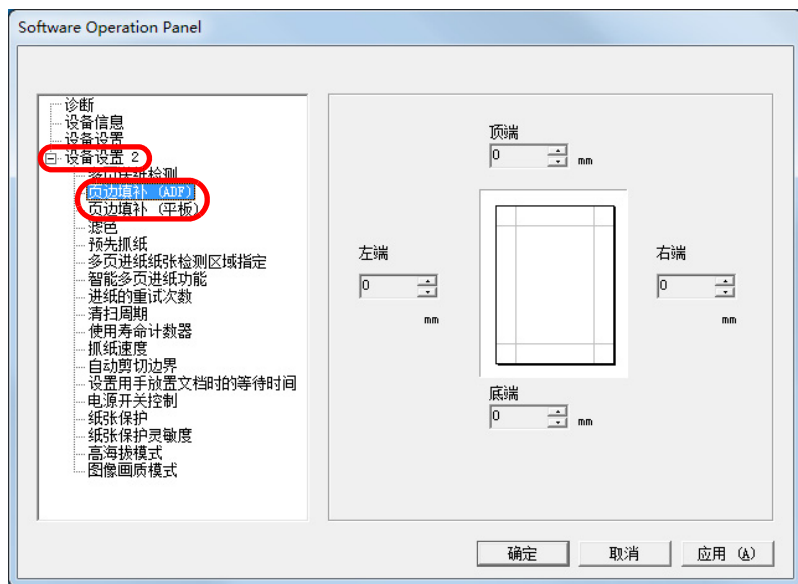 Software Operation Panel
诊断
设备信息
设备设置
设备设置 2
多页送纸检测
页边填补 (ADF)
页边填补 (平板)
滤色
预先抓纸
多页进纸纸张检测区域指定
智能多页进纸功能
进纸的重试次数
清扫周期
使用寿命计数器
抓纸速度
自动剪切边界
设置用手放置文档时的等待时间
电源开关控制
纸张保护
纸张保护灵敏度
高海拔模式
图像画质模式
顶端
0 mm
左端
0
mm
右端
0
mm
底端
0 mm
确定 取消 应用 (A)